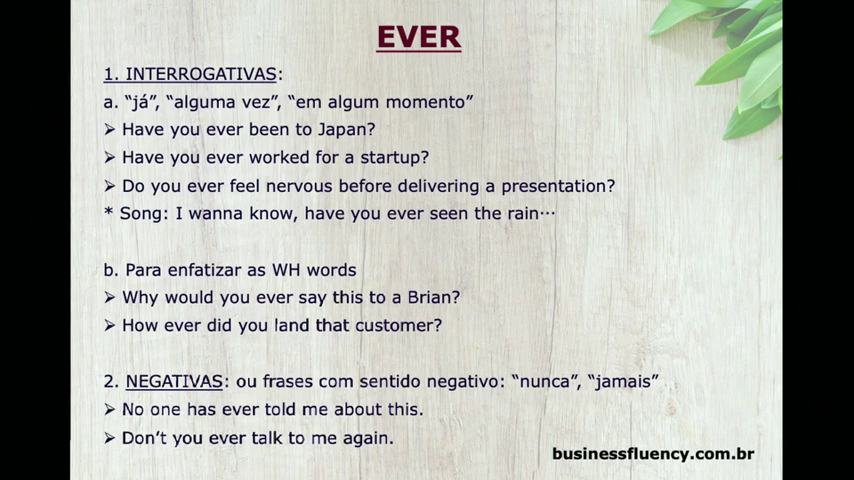 EVER
1. INTERROGATIVAS:
a. “já”, “alguma vez”, “em algum momento”
➢ Have you ever been to Japan?
➢ Have you ever worked for a startup?
➢ Do you ever feel nervous before delivering a presentation?
* Song: I wanna know, have you ever seen the rain…
b. Para enfatizar as WH words
➢ Why would you ever say this to a Brian?
➢ How ever did you land that customer?
2. NEGATIVAS: ou frases com sentido negativo: “nunca”, “jamais”
➢ No one has ever told me about this.
➢ Don’t you ever talk to me again.
businessfluency.com.br